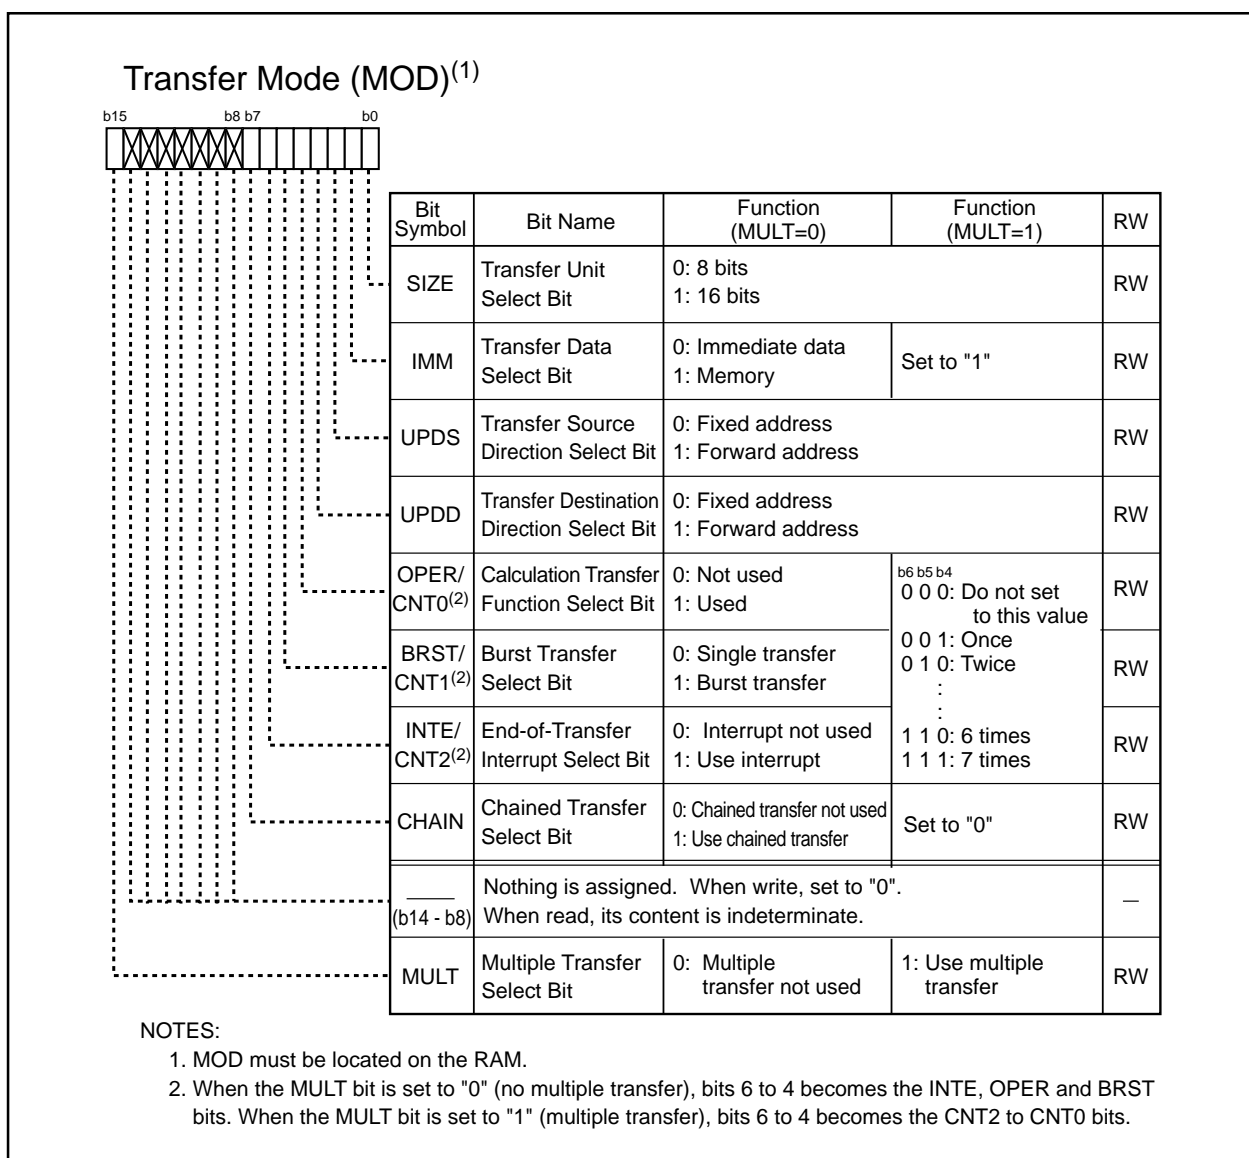 Transfer Mode (MOD)(1)
b15 b8 b7 b0
Bit Symbol Bit Name Function (MULT=0) Function (MULT=1) RW
SIZE Transfer Unit Select Bit 0: 8 bits 1: 16 bits RW
IMM Transfer Data Select Bit 0: Immediate data 1: Memory Set to "1" RW
UPDS Transfer Source Direction Select Bit 0: Fixed address 1: Forward address RW
UPDD Transfer Destination Direction Select Bit 0: Fixed address 1: Forward address RW
OPER/ CNT0(2) Calculation Transfer Function Select Bit 0: Not used 1: Used RW
b6 b5 b4
0 0 0: Do not set to this value
0 0 1: Once
0 1 0: Twice
:
:
1 1 0: 6 times
1 1 1: 7 times
BRST/ CNT1(2) Burst Transfer Select Bit 0: Single transfer 1: Burst transfer RW
INTE/ CNT2(2) End-of-Transfer Interrupt Select Bit 0: Interrupt not used 1: Use interrupt RW
CHAIN Chained Transfer Select Bit 0: Chained transfer not used 1: Use chained transfer Set to "0" RW
(b14 - b8) Nothing is assigned. When write, set to "0". When read, its content is indeterminate. —
MULT Multiple Transfer Select Bit 0: Multiple transfer not used 1: Use multiple transfer RW
NOTES:
1. MOD must be located on the RAM.
2. When the MULT bit is set to "0" (no multiple transfer), bits 6 to 4 becomes the INTE, OPER and BRST
bits. When the MULT bit is set to "1" (multiple transfer), bits 6 to 4 becomes the CNT2 to CNT0 bits.